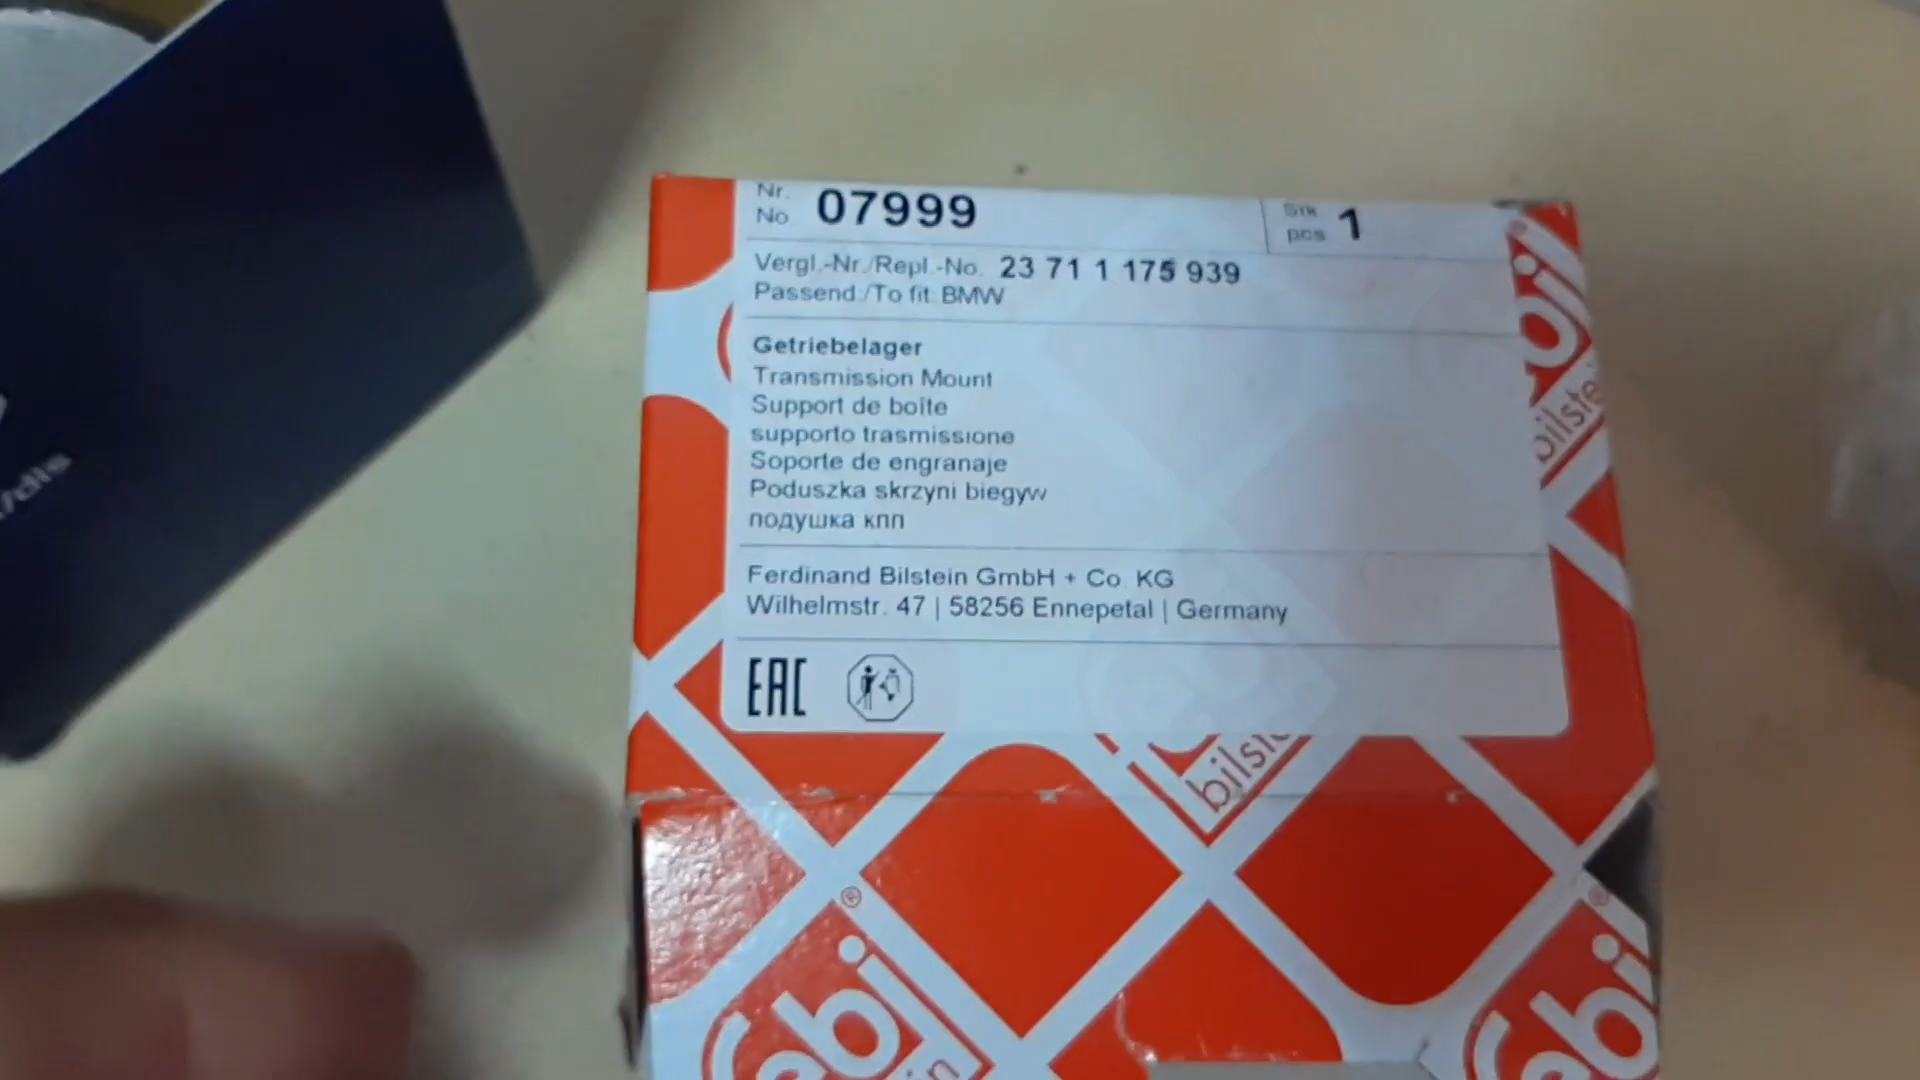 Nr. No 07999 Stk pcs 1
Vergl.-Nr./Repl.-No. 23 71 1 175 939
Passend:/To fit: BMW
Getriebelager
Transmission Mount
Support de boîte
supporto trasmissione
Soporte de engranaje
Poduszka skrzyni biegyw
подушка кпп
Ferdinand Bilstein GmbH + Co. KG
Wilhelmstr. 47 | 58256 Ennepetal | Germany
EAC